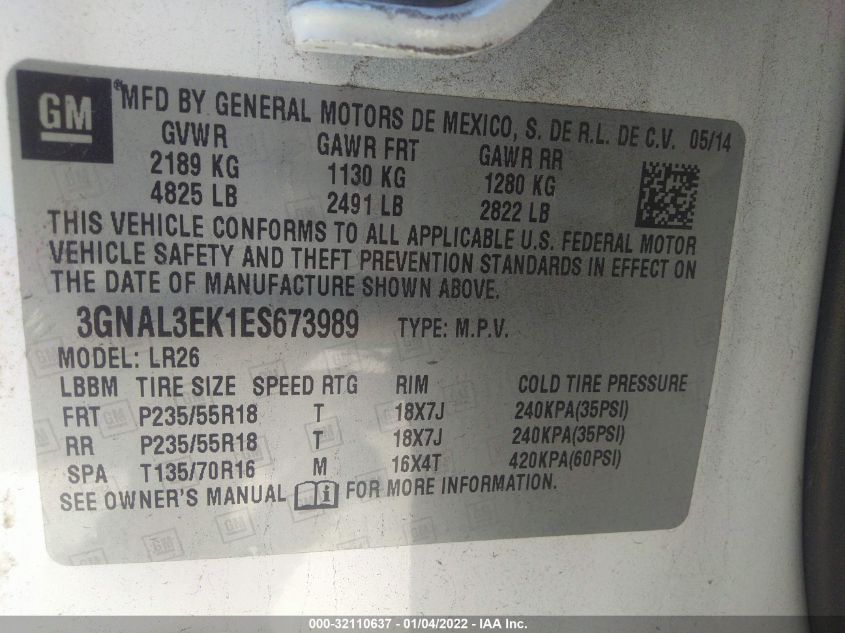 GM
® MFD BY GENERAL MOTORS DE MEXICO, S. DE R.L. DE C.V. 05/14
GVWR GAWR FRT GAWR RR
2189 KG 1130 KG 1280 KG
4825 LB 2491 LB 2822 LB
THIS VEHICLE CONFORMS TO ALL APPLICABLE U.S. FEDERAL MOTOR
VEHICLE SAFETY AND THEFT PREVENTION STANDARDS IN EFFECT ON
THE DATE OF MANUFACTURE SHOWN ABOVE.
3GNAL3EK1ES673989 TYPE: M.P.V.
MODEL: LR26
LBBM TIRE SIZE SPEED RTG RIM COLD TIRE PRESSURE
FRT P235/55R18 T 18X7J 240KPA(35PSI)
RR P235/55R18 T 18X7J 240KPA(35PSI)
SPA T135/70R16 M 16X4T 420KPA(60PSI)
SEE OWNER'S MANUAL i FOR MORE INFORMATION.
000-32110637 - 01/04/2022 - IAA Inc.